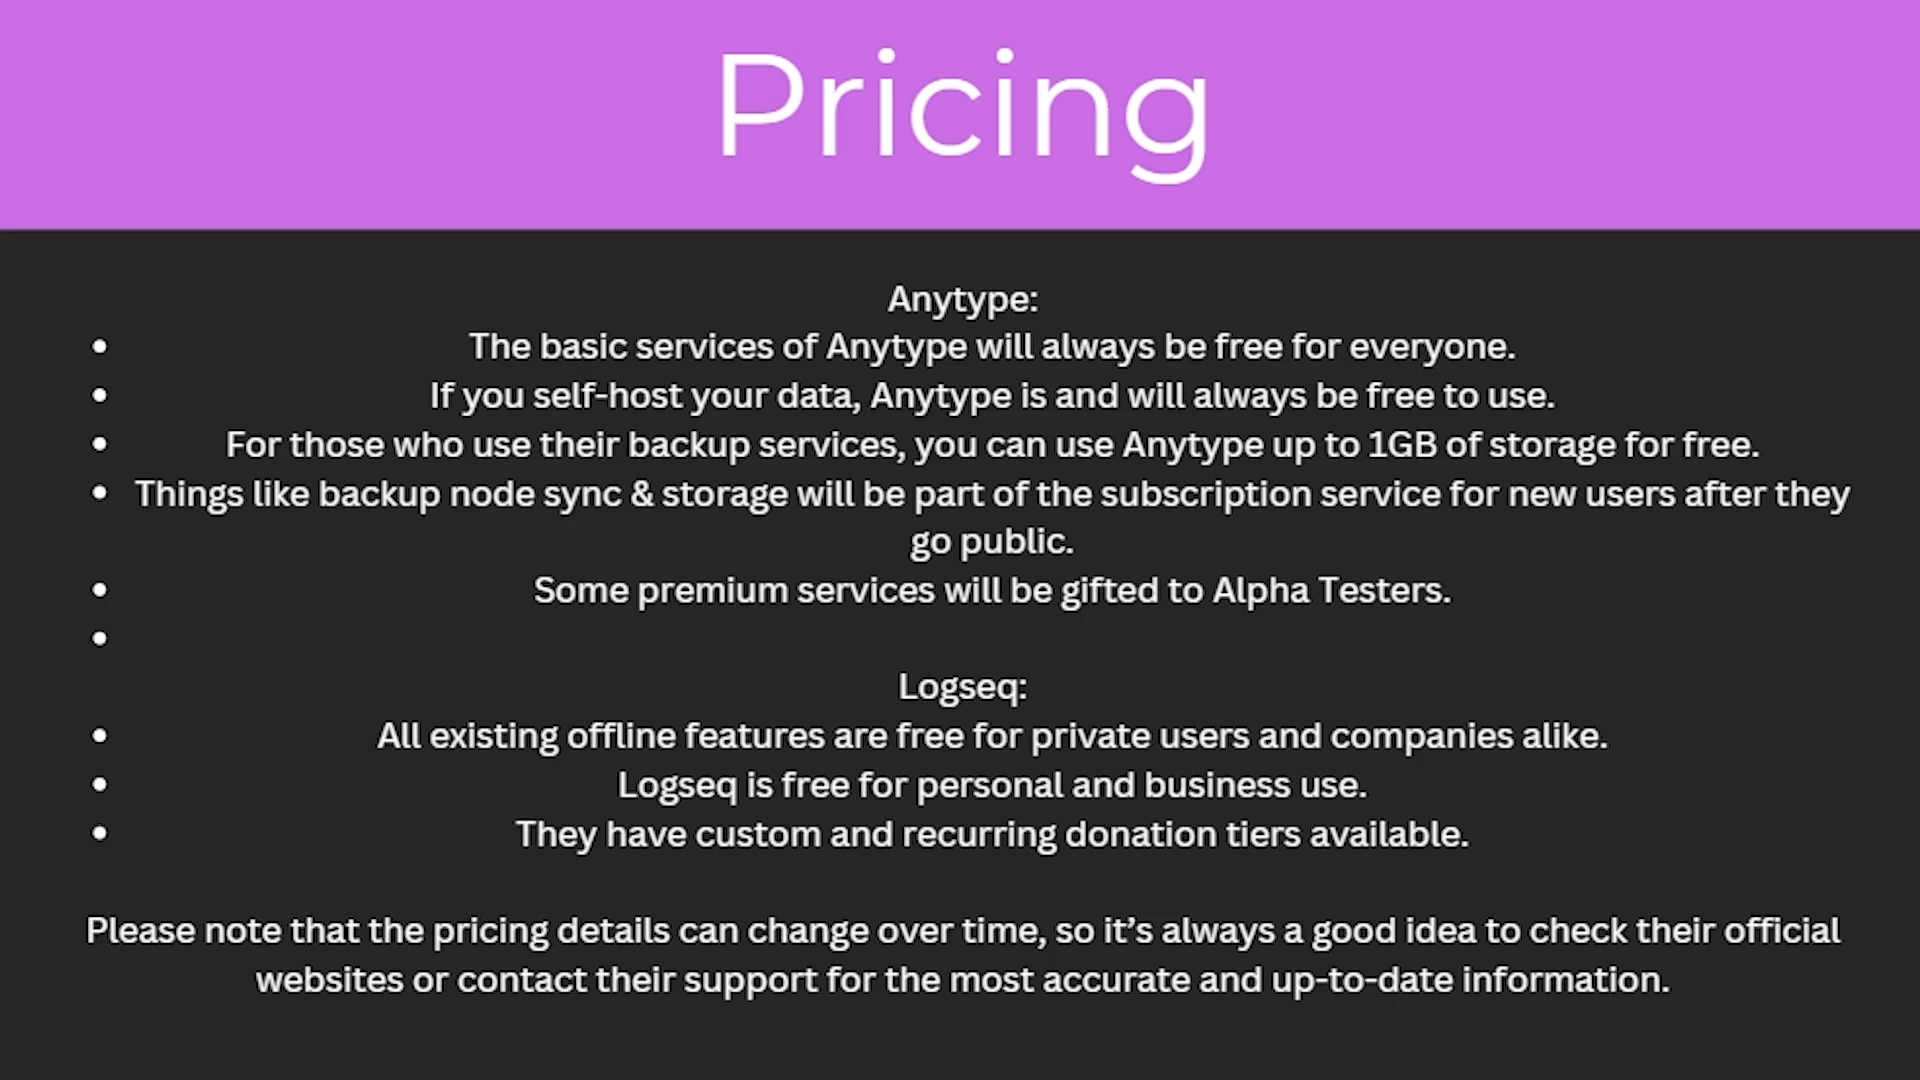 Pricing
Anytype:
• The basic services of Anytype will always be free for everyone.
• If you self-host your data, Anytype is and will always be free to use.
• For those who use their backup services, you can use Anytype up to 1GB of storage for free.
• Things like backup node sync & storage will be part of the subscription service for new users after they
go public.
• Some premium services will be gifted to Alpha Testers.
•
Logseq:
• All existing offline features are free for private users and companies alike.
• Logseq is free for personal and business use.
• They have custom and recurring donation tiers available.
Please note that the pricing details can change over time, so it’s always a good idea to check their official
websites or contact their support for the most accurate and up-to-date information.